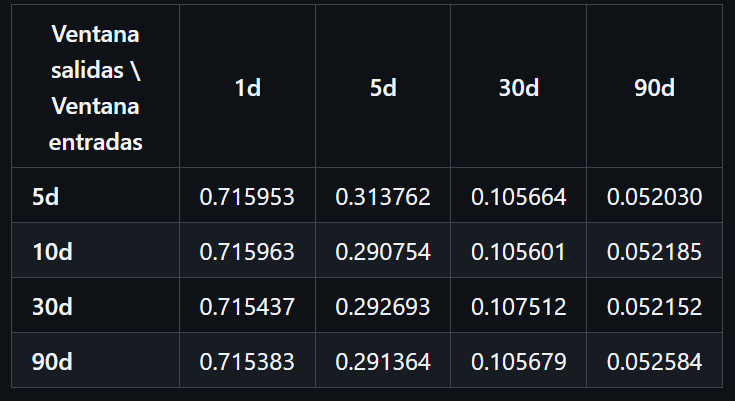 Ventana
salidas \
Ventana
entradas
1d 5d 30d 90d
5d 0.715953 0.313762 0.105664 0.052030
10d 0.715963 0.290754 0.105601 0.052185
30d 0.715437 0.292693 0.107512 0.052152
90d 0.715383 0.291364 0.105679 0.052584